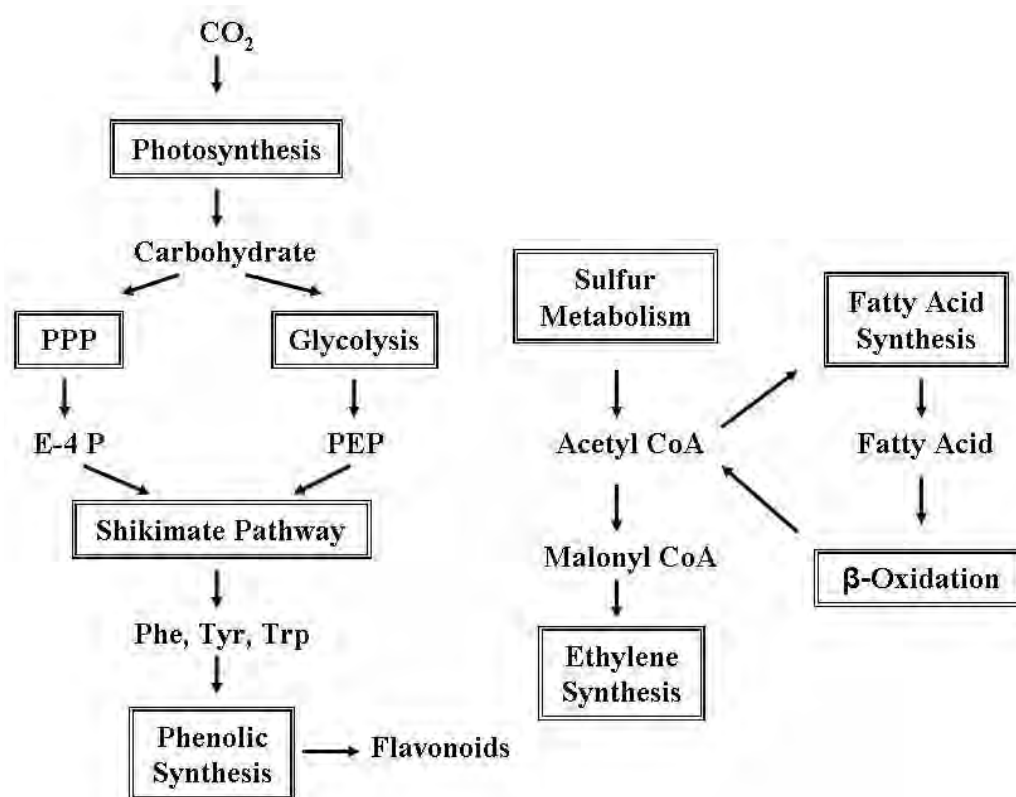 CO₂
Photosynthesis
Carbohydrate
PPP
Glycolysis
E-4 P
PEP
Shikimate Pathway
Phe, Tyr, Trp
Phenolic
Synthesis
Flavonoids
Sulfur
Metabolism
Acetyl CoA
Malonyl CoA
Ethylene
Synthesis
Fatty Acid
Synthesis
Fatty Acid
β-Oxidation